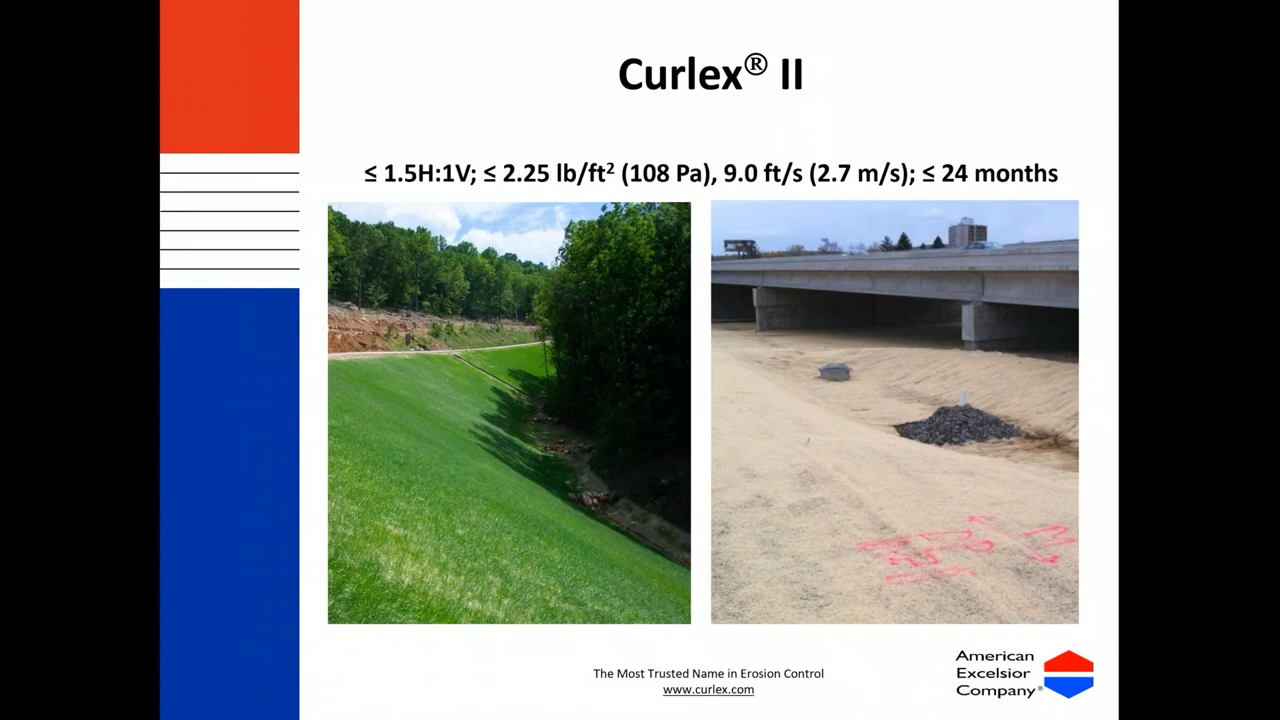 Curlex® II
≤ 1.5H:1V; ≤ 2.25 lb/ft² (108 Pa), 9.0 ft/s (2.7 m/s); ≤ 24 months
The Most Trusted Name in Erosion Control
www.curlex.com
American
Excelsior
Company®